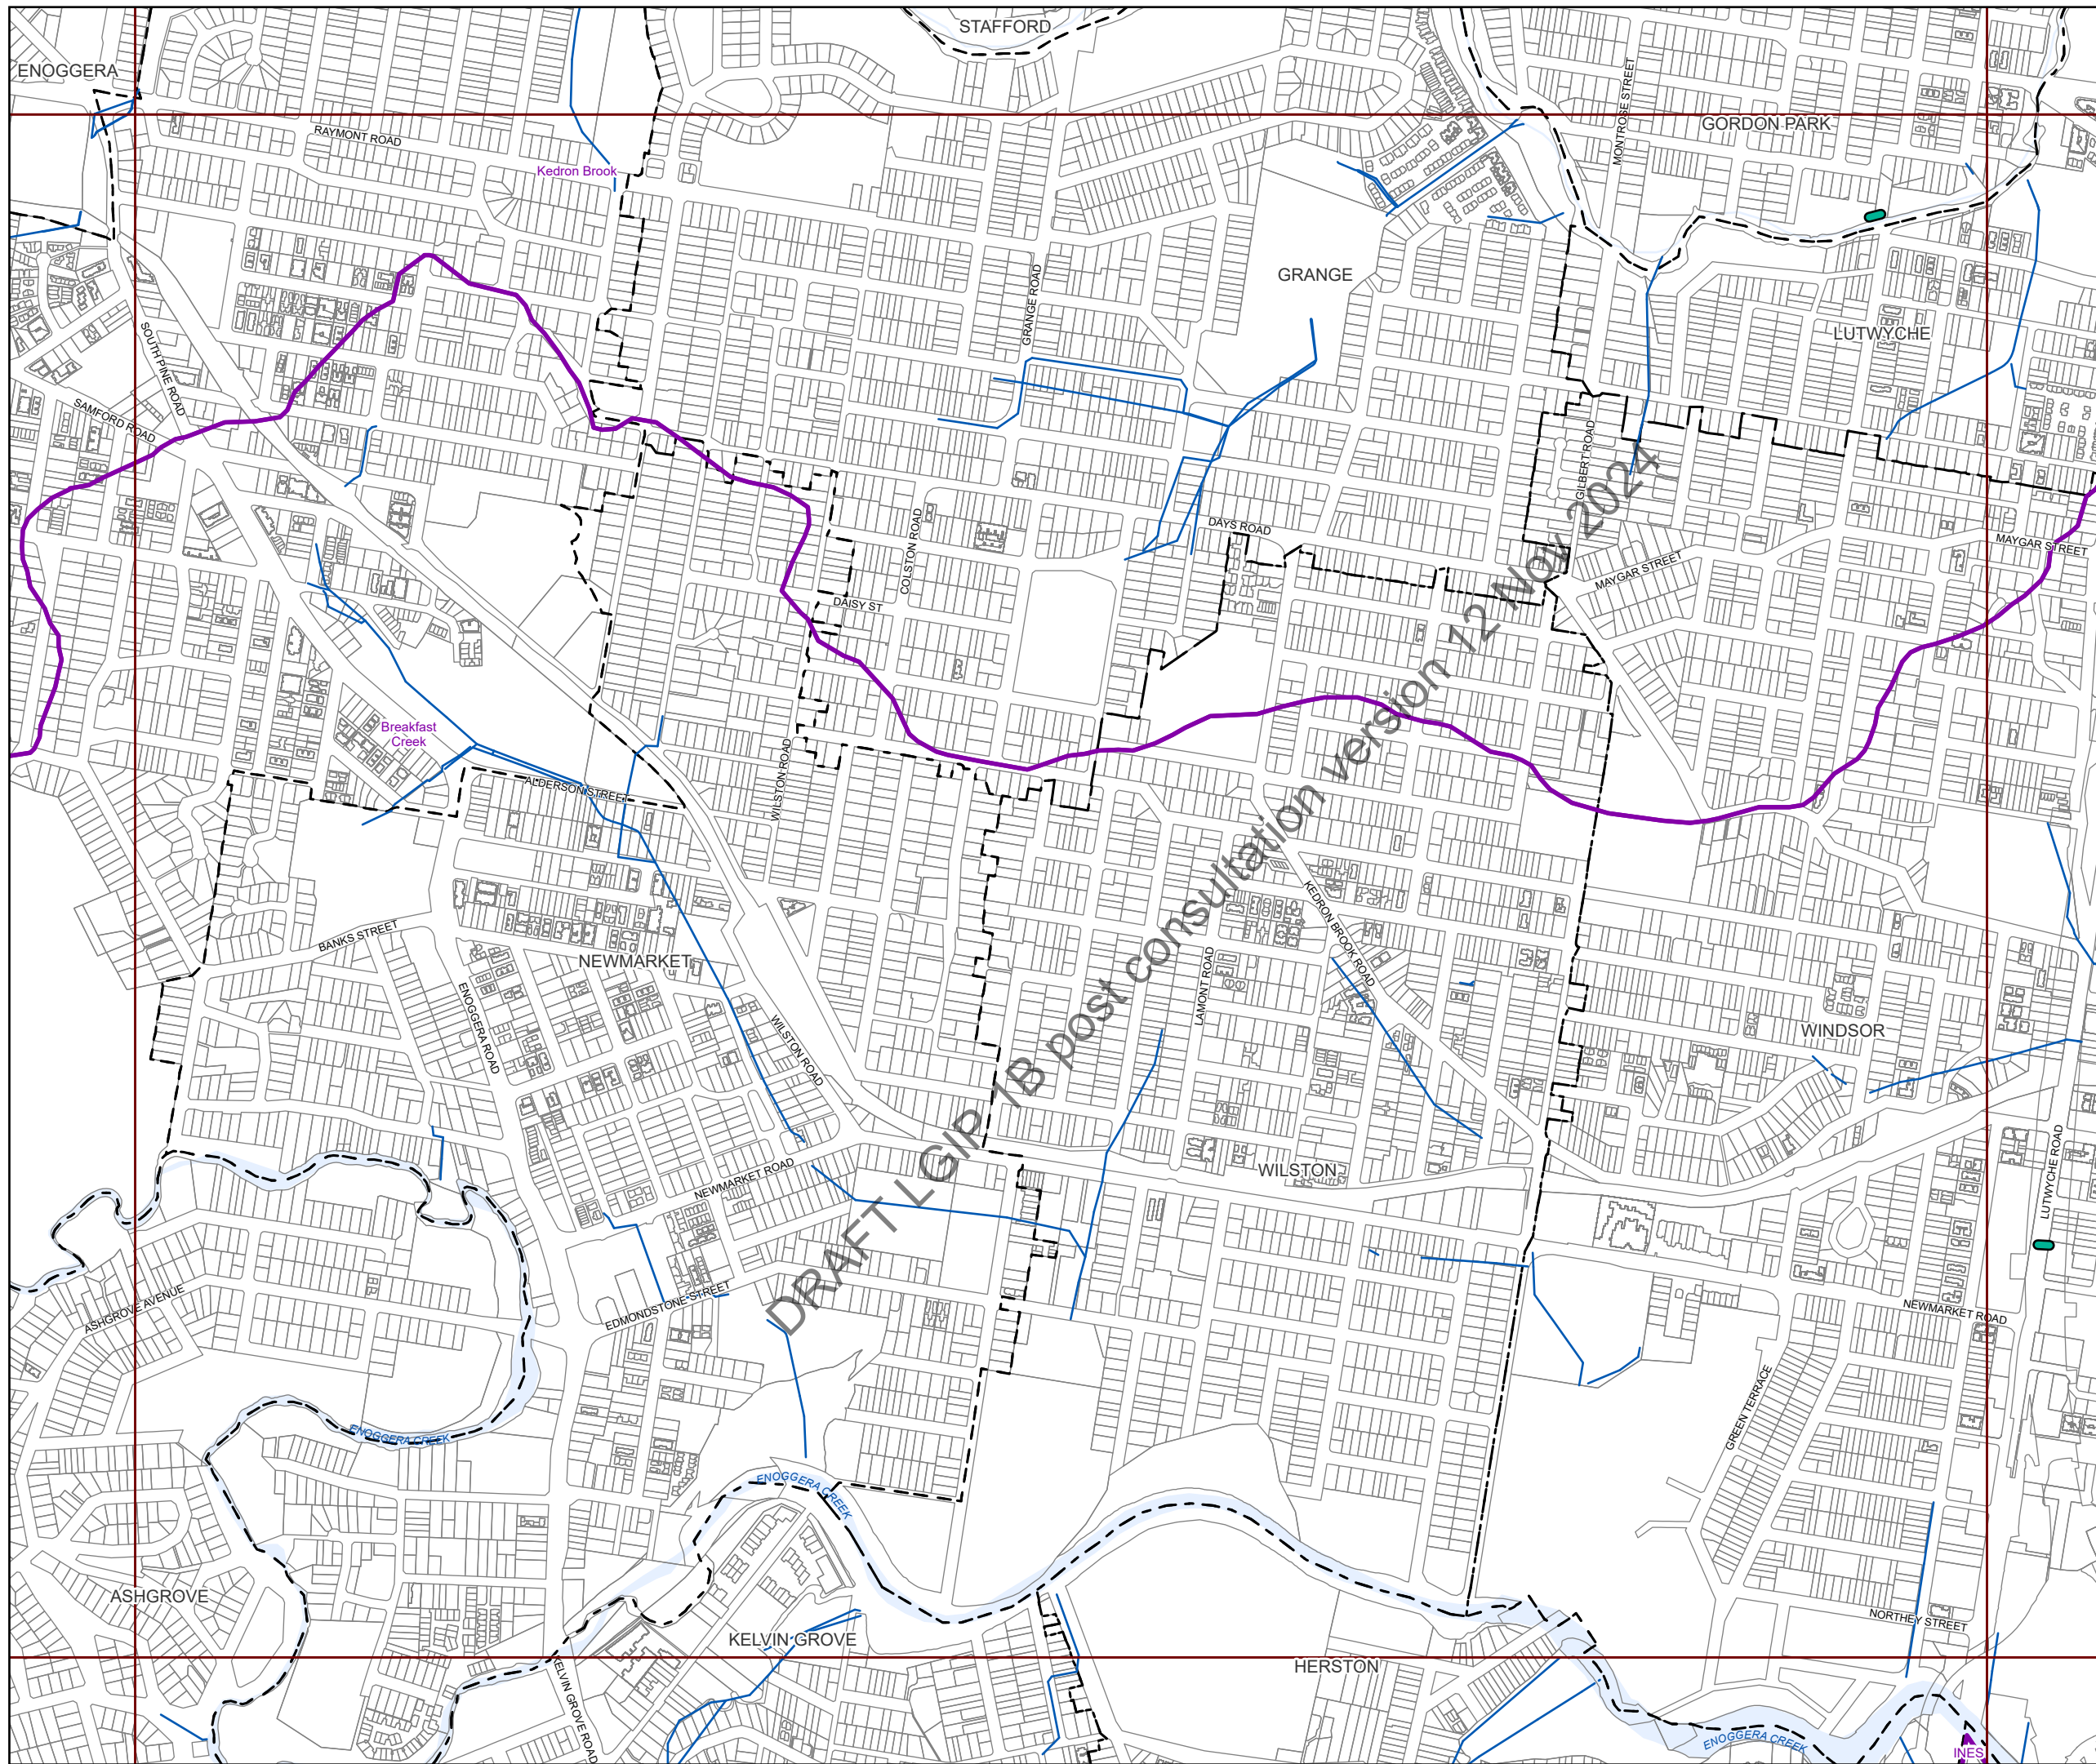 STAFFORD
ENOGGERA
MONTROSE STREET
GORDON PARK
RAYMONT ROAD
Kedron Brook
GRANGE
GRANGE ROAD
LUTWYCHE
SOUTH PINE ROAD
SAMFORD ROAD
GILBERT ROAD
COLSTON ROAD
DAYS ROAD
MAYGAR STREET
MAYGAR STREET
DAISY ST
Breakfast
Creek
WILSTON ROAD
ALDERSON STREET
DRAFT LGIP 1B post consultation version 12 Nov 2024
KEDRON BROOK ROAD
BANKS STREET
NEWMARKET
LAMONT ROAD
ENOGGERA ROAD
WILSTON ROAD
WINDSOR
NEWMARKET ROAD
WILSTON
LUTWYCHE ROAD
ASHGROVE AVENUE
EDMONDSTONE STREET
NEWMARKET ROAD
GREEN TERRACE
ENOGGERA CREEK
ENOGGERA CREEK
ASHGROVE
NORTHEY STREET
KELVIN GROVE
HERSTON
KELVIN GROVE ROAD
ENOGGERA CREEK
INES